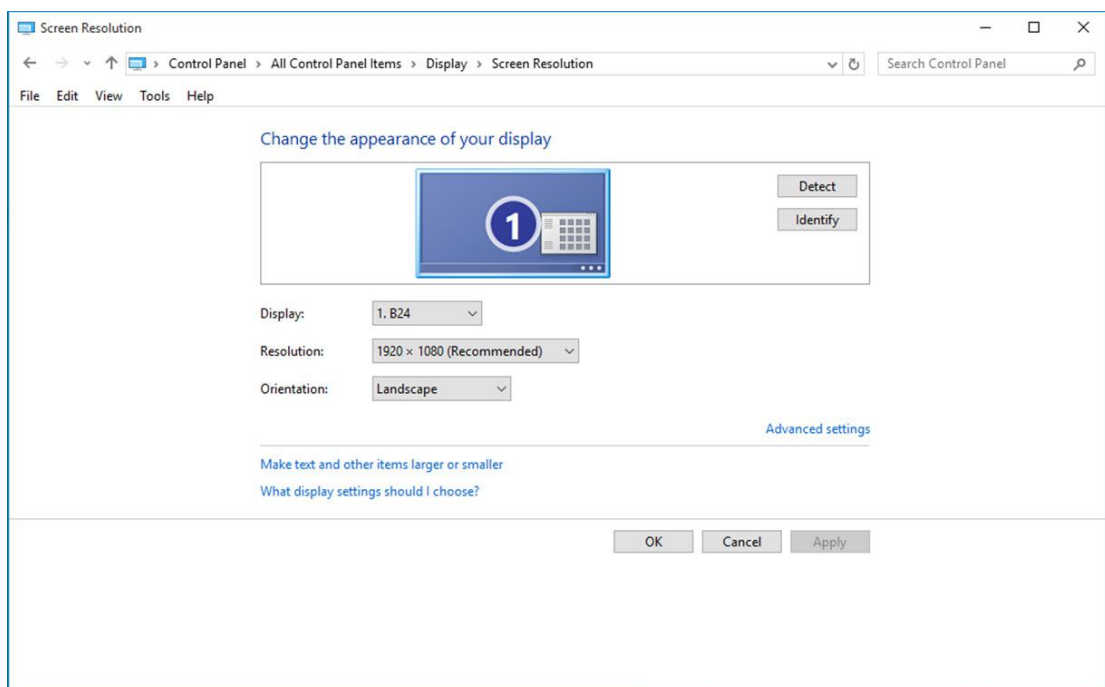 Screen Resolution
Control Panel > All Control Panel Items > Display > Screen Resolution
Search Control Panel
File Edit View Tools Help
Change the appearance of your display
1
Detect
Identify
Display: 1. B24
Resolution: 1920 × 1080 (Recommended)
Orientation: Landscape
Advanced settings
Make text and other items larger or smaller
What display settings should I choose?
OK Cancel Apply